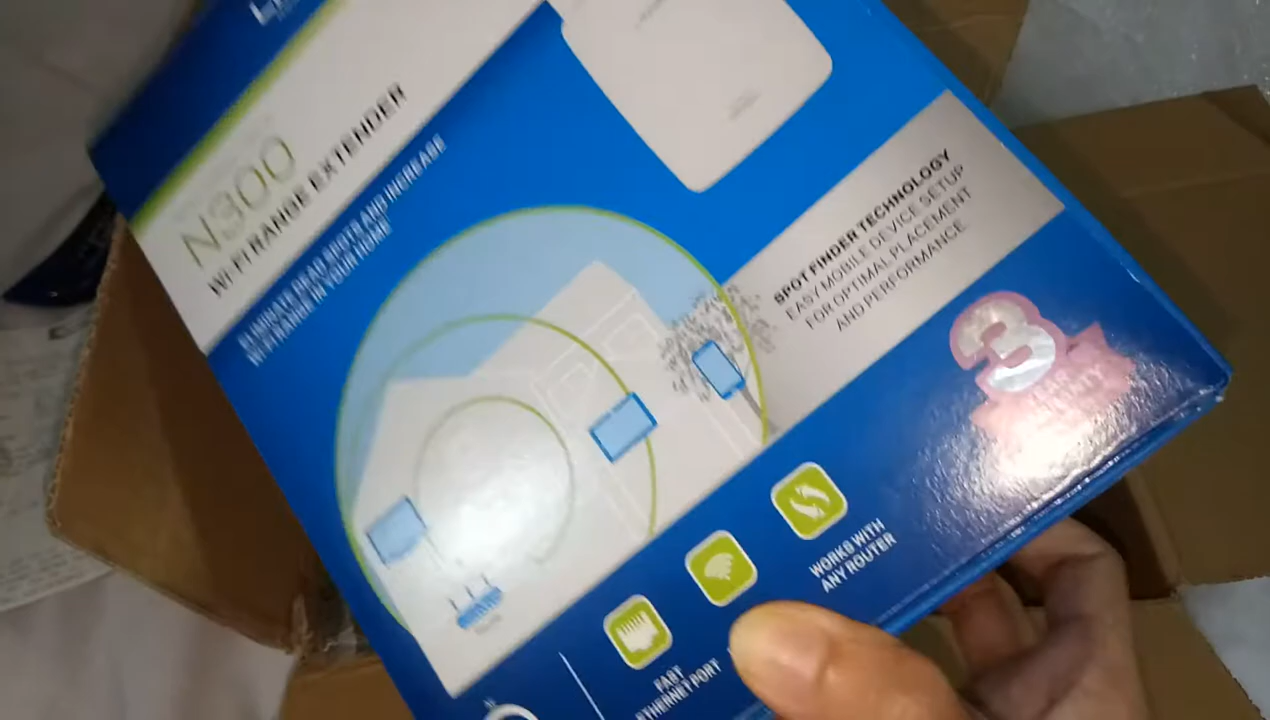 N300
WI-FI RANGE EXTENDER
ELIMINATE DEAD SPOTS AND INCREASE
WI-FI RANGE IN YOUR HOME
SPOT FINDER TECHNOLOGY
EASY MOBILE DEVICE SETUP
FOR OPTIMAL PLACEMENT
AND PERFORMANCE
3
WORKS WITH
ANY ROUTER
FAST
ETHERNET PORT